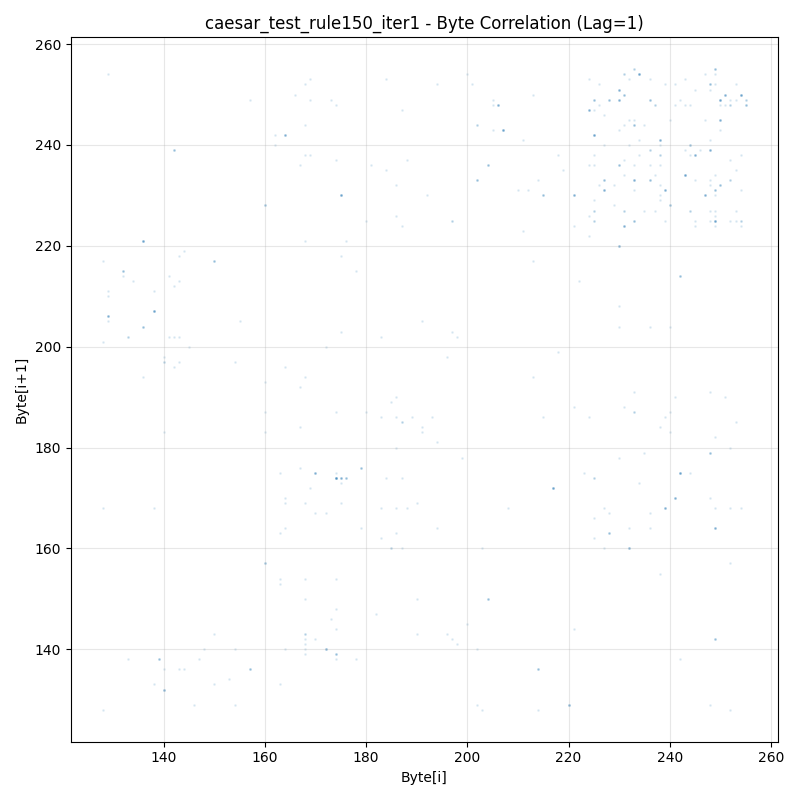 caesar_test_rule150_iter1 - Byte Correlation (Lag=1)
260
240
220
200
180
160
140
Byte[i+1]
140 160 180 200 220 240 260
Byte[i]